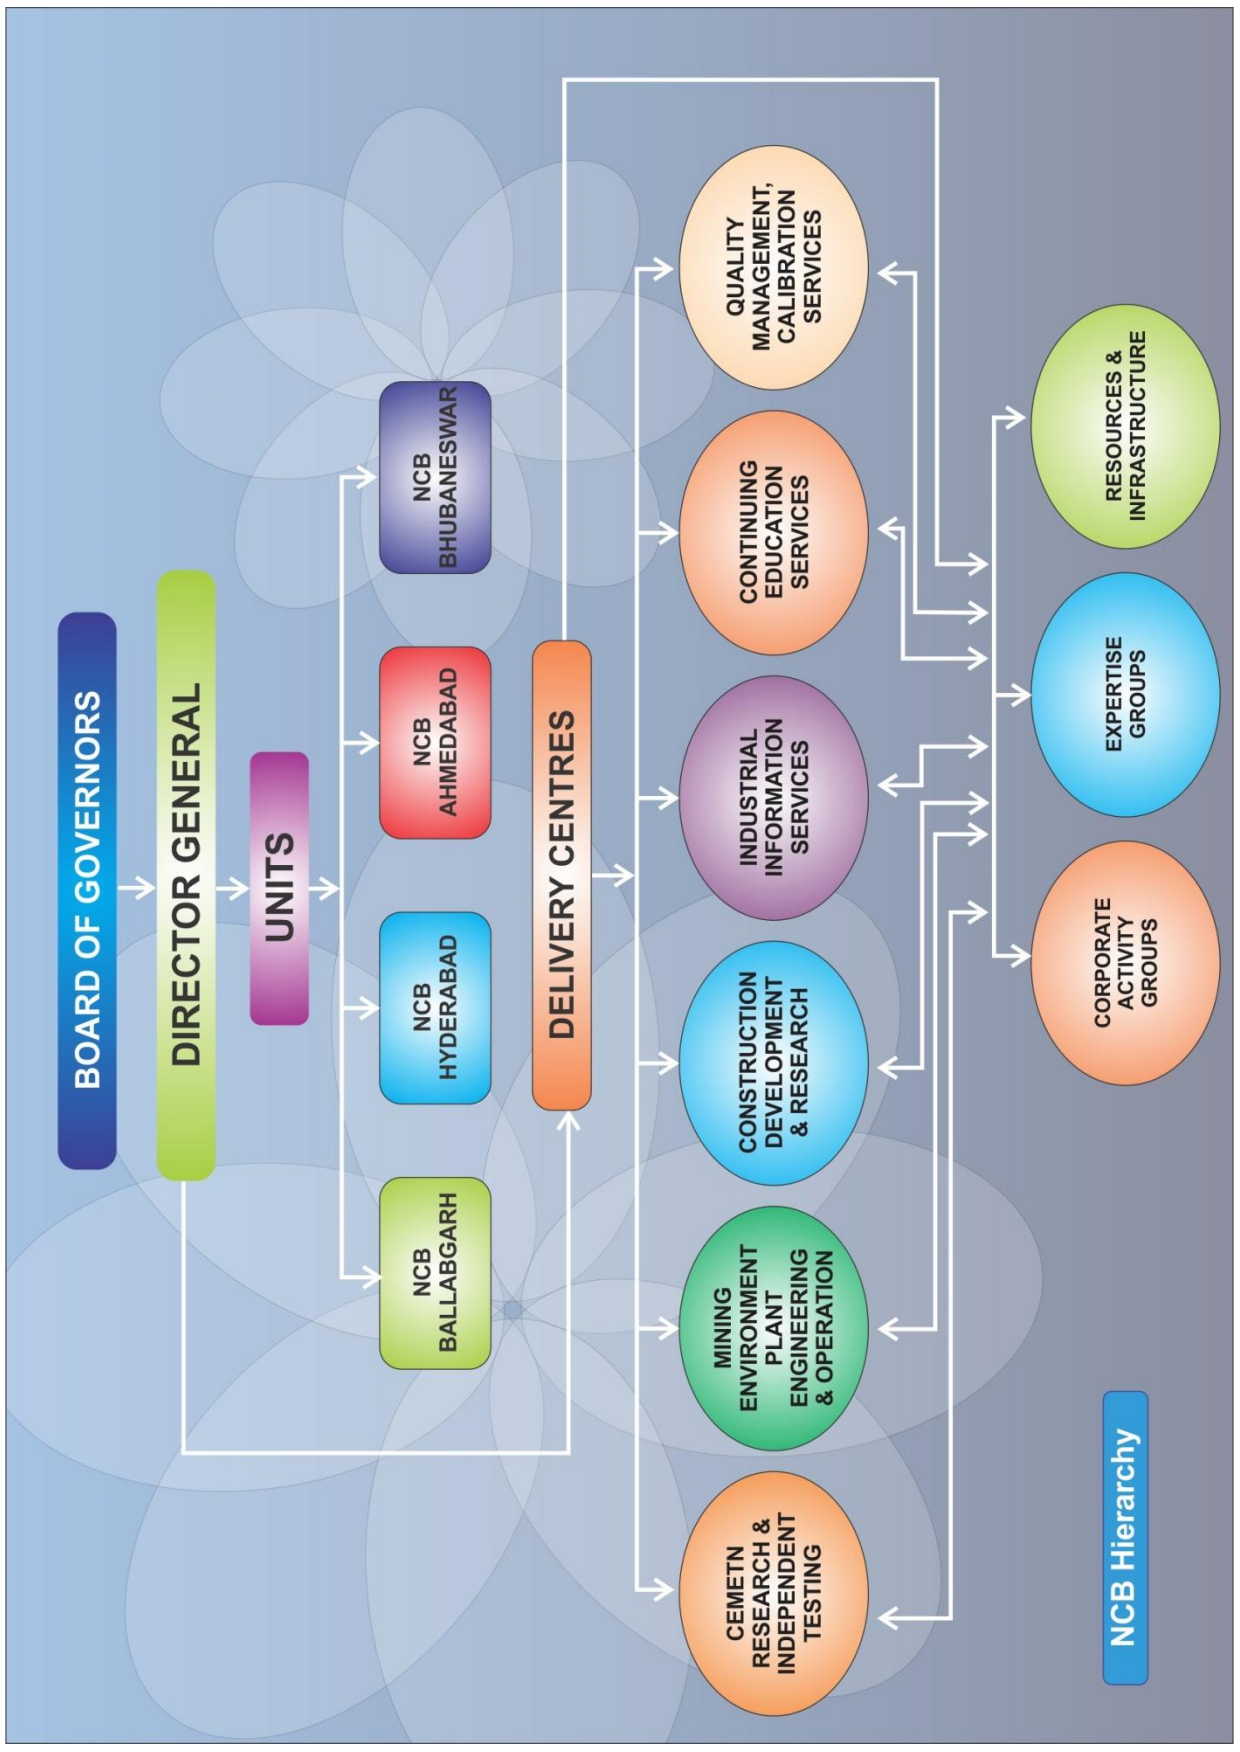 BOARD OF GOVERNORS
DIRECTOR GENERAL
UNITS
NCB
BALLABGARH
NCB
HYDERABAD
NCB
AHMEDABAD
NCB
BHUBANESWAR
DELIVERY CENTRES
CEMETN
RESEARCH &
INDEPENDENT
TESTING
MINING
ENVIRONMENT
PLANT
ENGINEERING
& OPERATION
CONSTRUCTION
DEVELOPMENT
& RESEARCH
INDUSTRIAL
INFORMATION
SERVICES
CONTINUING
EDUCATION
SERVICES
QUALITY
MANAGEMENT,
CALIBRATION
SERVICES
CORPORATE
ACTIVITY
GROUPS
EXPERTISE
GROUPS
RESOURCES &
INFRASTRUCTURE
NCB Hierarchy